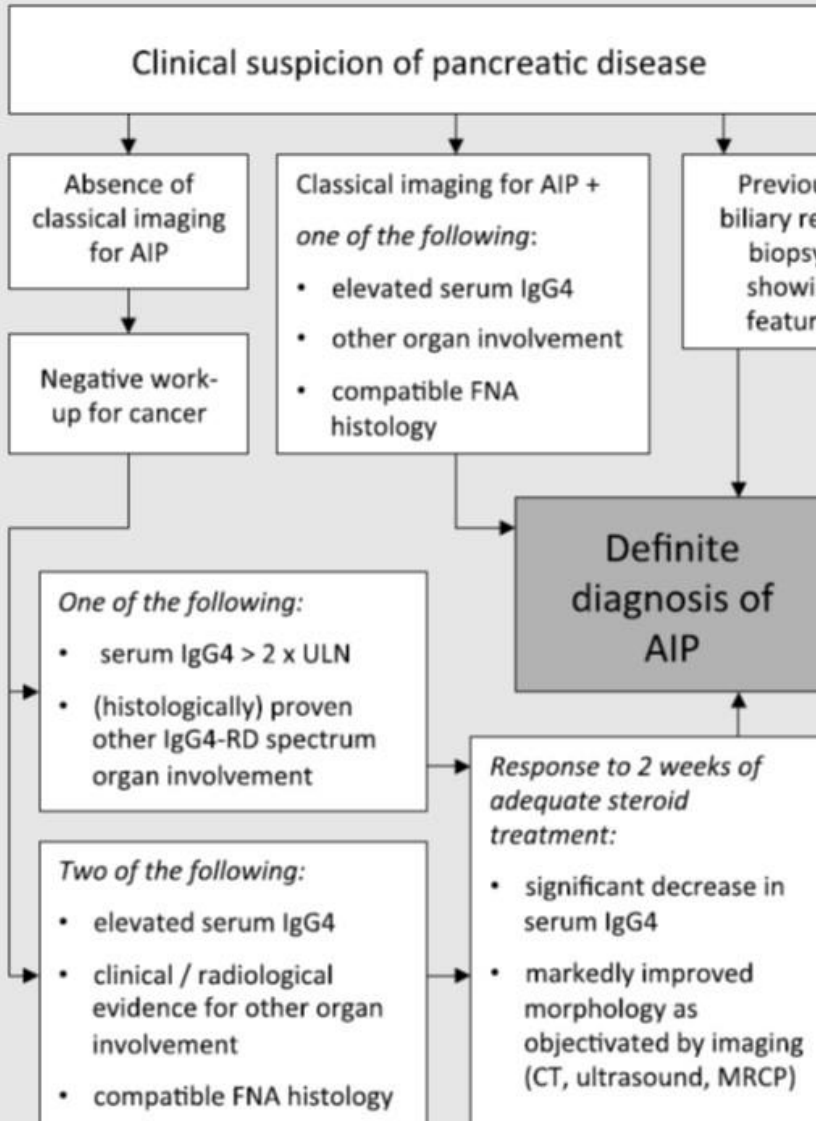 Clinical suspicion of pancreatic disease
Absence of
classical imaging
for AIP
Negative work-
up for cancer
Classical imaging for AIP +
one of the following:
• elevated serum IgG4
• other organ involvement
• compatible FNA
histology
biliary
Definite
diagnosis of
AIP
One of the following:
• serum IgG4 > 2 x ULN
• (histologically) proven
other IgG4-RD spectrum
organ involvement
Two of the following:
• elevated serum IgG4
• clinical / radiological
evidence for other organ
involvement
• compatible FNA histology
Response to 2 weeks of
adequate steroid
treatment:
• significant decrease in
serum IgG4
• markedly improved
morphology as
objectivated by imaging
(CT, ultrasound, MRCP)